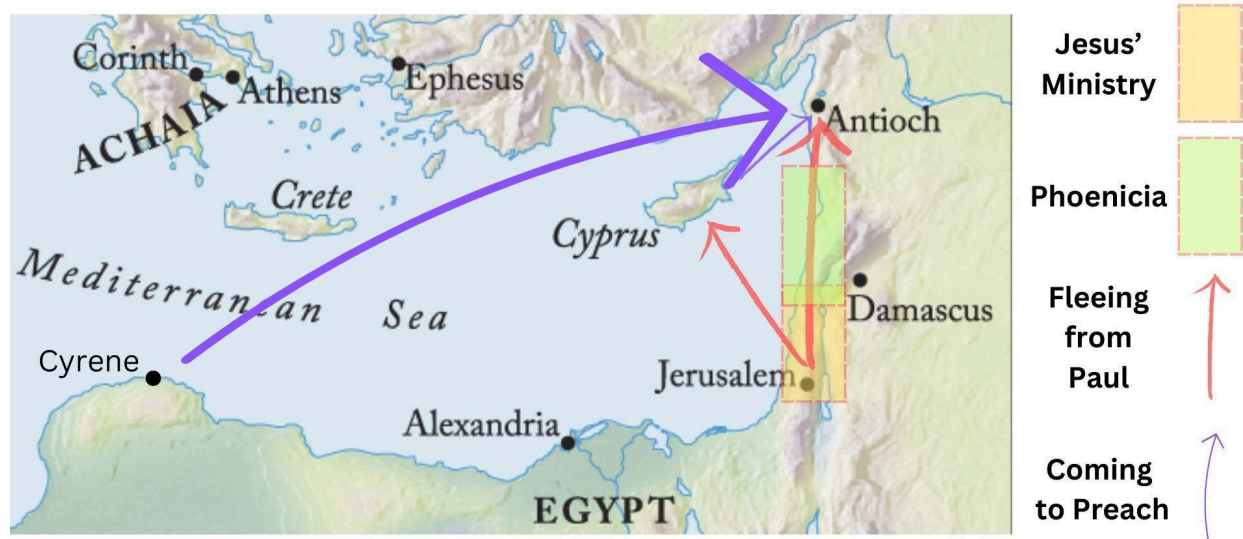 Corinth
Athens
ACHAIA
Ephesus
Antioch
Crete
Cyprus
Mediterranean Sea
Damascus
Cyrene
Jerusalem
Alexandria
EGYPT
Jesus’
Ministry
Phoenicia
Fleeing
from
Paul
Coming
to Preach